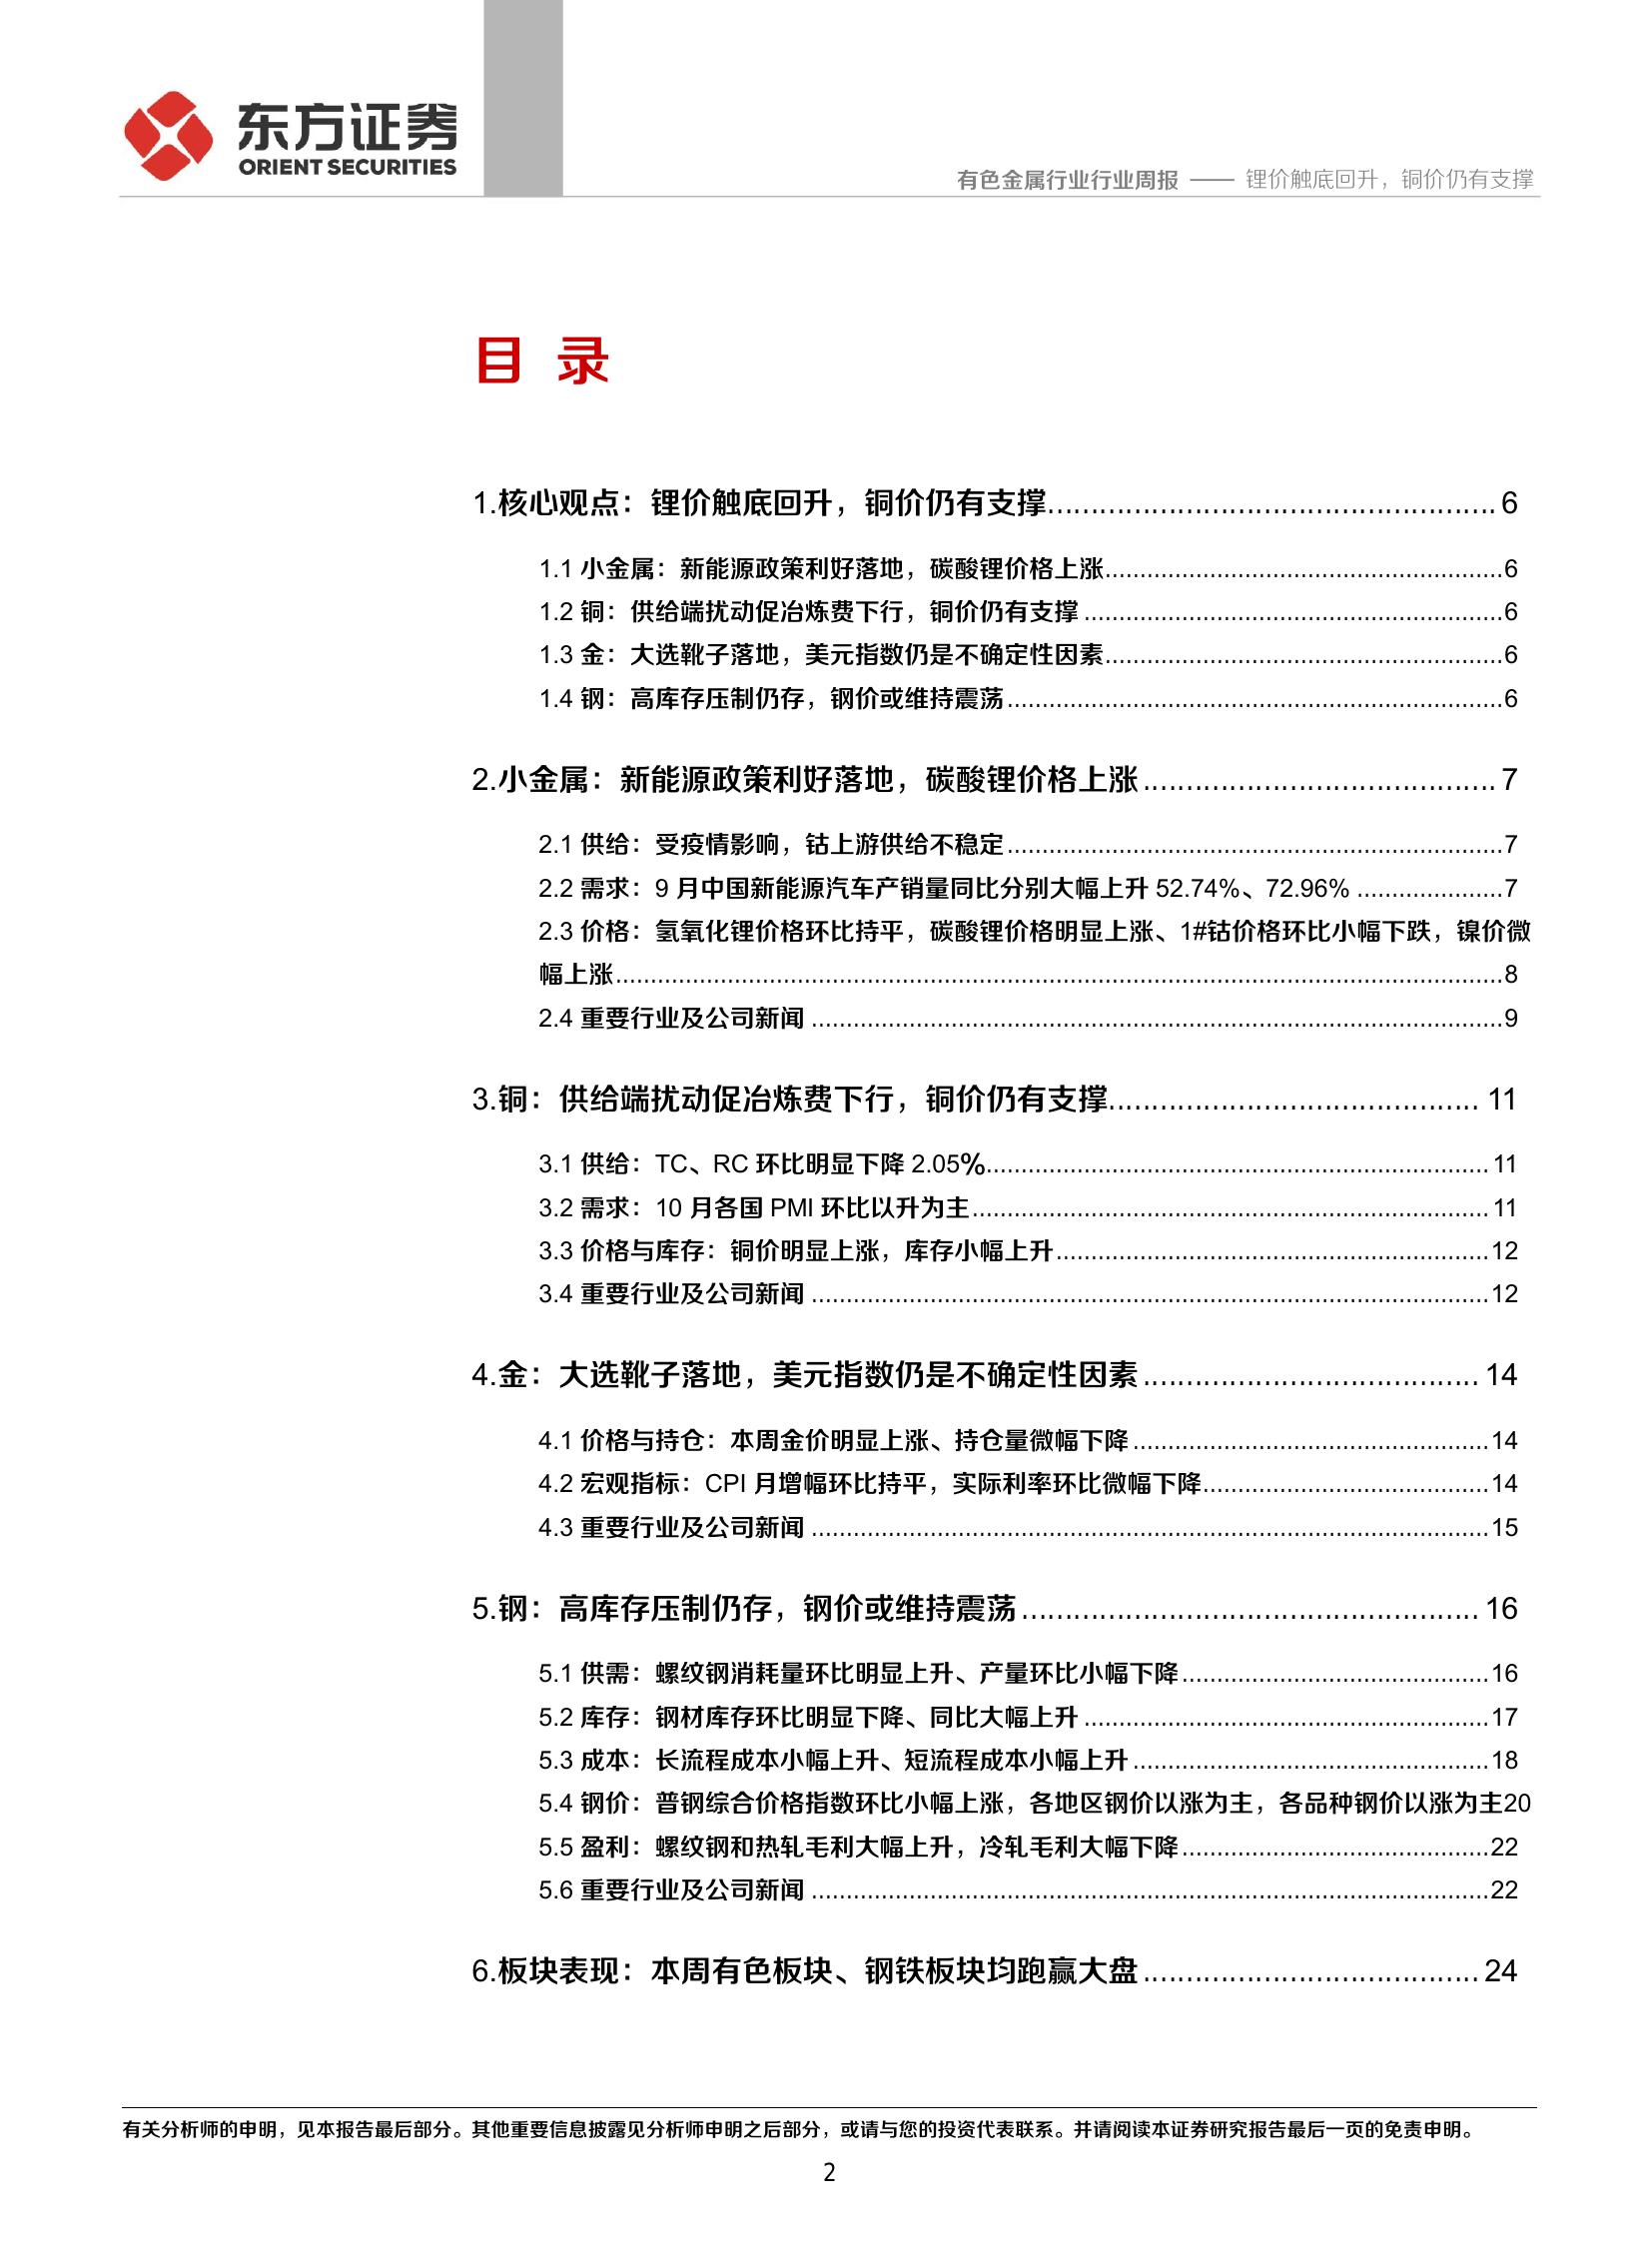 东方证券
ORIENT SECURITIES
有色金属行业行业周报 —— 锂价触底回升，铜价仍有支撑
目 录
1.核心观点：锂价触底回升，铜价仍有支撑.................................................... 6
1.1 小金属：新能源政策利好落地，碳酸锂价格上涨.........................................................6
1.2 铜：供给端扰动促冶炼费下行，铜价仍有支撑 ............................................................6
1.3 金：大选靴子落地，美元指数仍是不确定性因素.........................................................6
1.4 钢：高库存压制仍存，钢价或维持震荡.......................................................................6
2.小金属：新能源政策利好落地，碳酸锂价格上涨......................................... 7
2.1 供给：受疫情影响，钴上游供给不稳定.......................................................................7
2.2 需求：9 月中国新能源汽车产销量同比分别大幅上升 52.74%、72.96% .....................7
2.3 价格：氢氧化锂价格环比持平，碳酸锂价格明显上涨、1#钴价格环比小幅下跌，镍价微
幅上涨...............................................................................................................................8
2.4 重要行业及公司新闻 ...................................................................................................9
3.铜：供给端扰动促冶炼费下行，铜价仍有支撑........................................... 11
3.1 供给：TC、RC 环比明显下降 2.05%........................................................................ 11
3.2 需求：10 月各国 PMI 环比以升为主.......................................................................... 11
3.3 价格与库存：铜价明显上涨，库存小幅上升..............................................................12
3.4 重要行业及公司新闻 .................................................................................................12
4.金：大选靴子落地，美元指数仍是不确定性因素....................................... 14
4.1 价格与持仓：本周金价明显上涨、持仓量微幅下降...................................................14
4.2 宏观指标：CPI 月增幅环比持平，实际利率环比微幅下降.........................................14
4.3 重要行业及公司新闻 .................................................................................................15
5.钢：高库存压制仍存，钢价或维持震荡..................................................... 16
5.1 供需：螺纹钢消耗量环比明显上升、产量环比小幅下降............................................16
5.2 库存：钢材库存环比明显下降、同比大幅上升 ..........................................................17
5.3 成本：长流程成本小幅上升、短流程成本小幅上升...................................................18
5.4 钢价：普钢综合价格指数环比小幅上涨，各地区钢价以涨为主，各品种钢价以涨为主20
5.5 盈利：螺纹钢和热轧毛利大幅上升，冷轧毛利大幅下降............................................22
5.6 重要行业及公司新闻 .................................................................................................22
6.板块表现：本周有色板块、钢铁板块均跑赢大盘....................................... 24
有关分析师的申明，见本报告最后部分。其他重要信息披露见分析师申明之后部分，或请与您的投资代表联系。并请阅读本证券研究报告最后一页的免责申明。
2